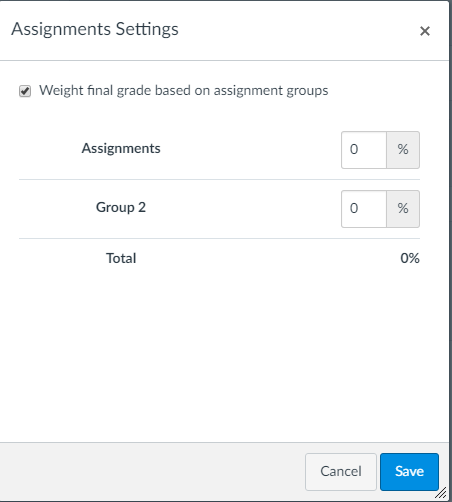 Assignments Settings ×
Weight final grade based on assignment groups
Assignments 0 %
Group 2 0 %
Total 0%
Cancel Save